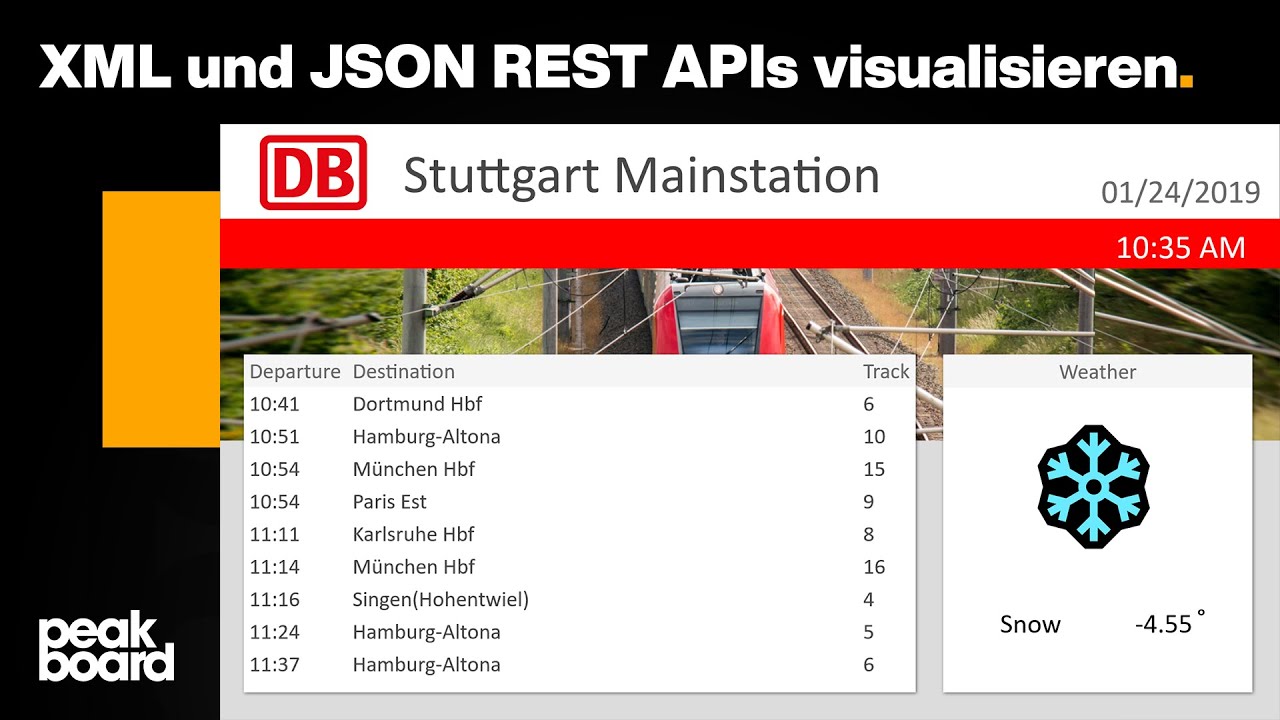 XML und JSON REST APIs visualisieren.
DB Stuttgart Mainstation
01/24/2019
10:35 AM
Departure Destination Track
10:41 Dortmund Hbf 6
10:51 Hamburg-Altona 10
10:54 München Hbf 15
10:54 Paris Est 9
11:11 Karlsruhe Hbf 8
11:14 München Hbf 16
11:16 Singen(Hohentwiel) 4
11:24 Hamburg-Altona 5
11:37 Hamburg-Altona 6
Weather
Snow -4.55°
peak
board